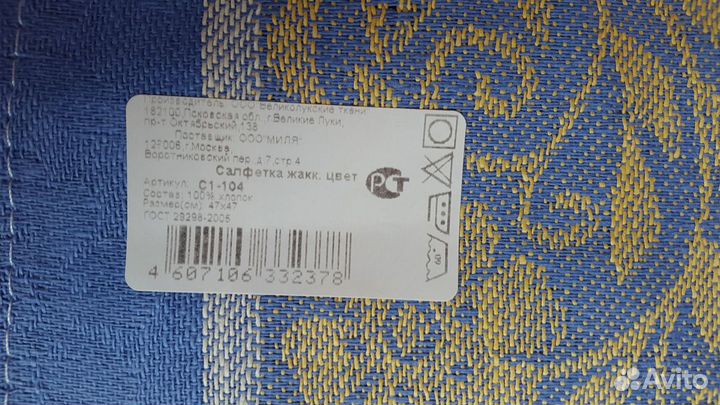 Производитель: ООО Великолукские ткани
182100,Псковская обл., г.Великие Луки,
пр-т Октябрьский,138
Поставщик: ООО"МИЛЯ"
127006,г.Москва,
Воротниковский пер.,д.7,стр.4
Салфетка жакк. цвет
Артикул: С1-104
Состав: 100% хлопок
Размер(см): 47х47
ГОСТ 29298-2005
РСТ
60
4 607106 332378
Avito